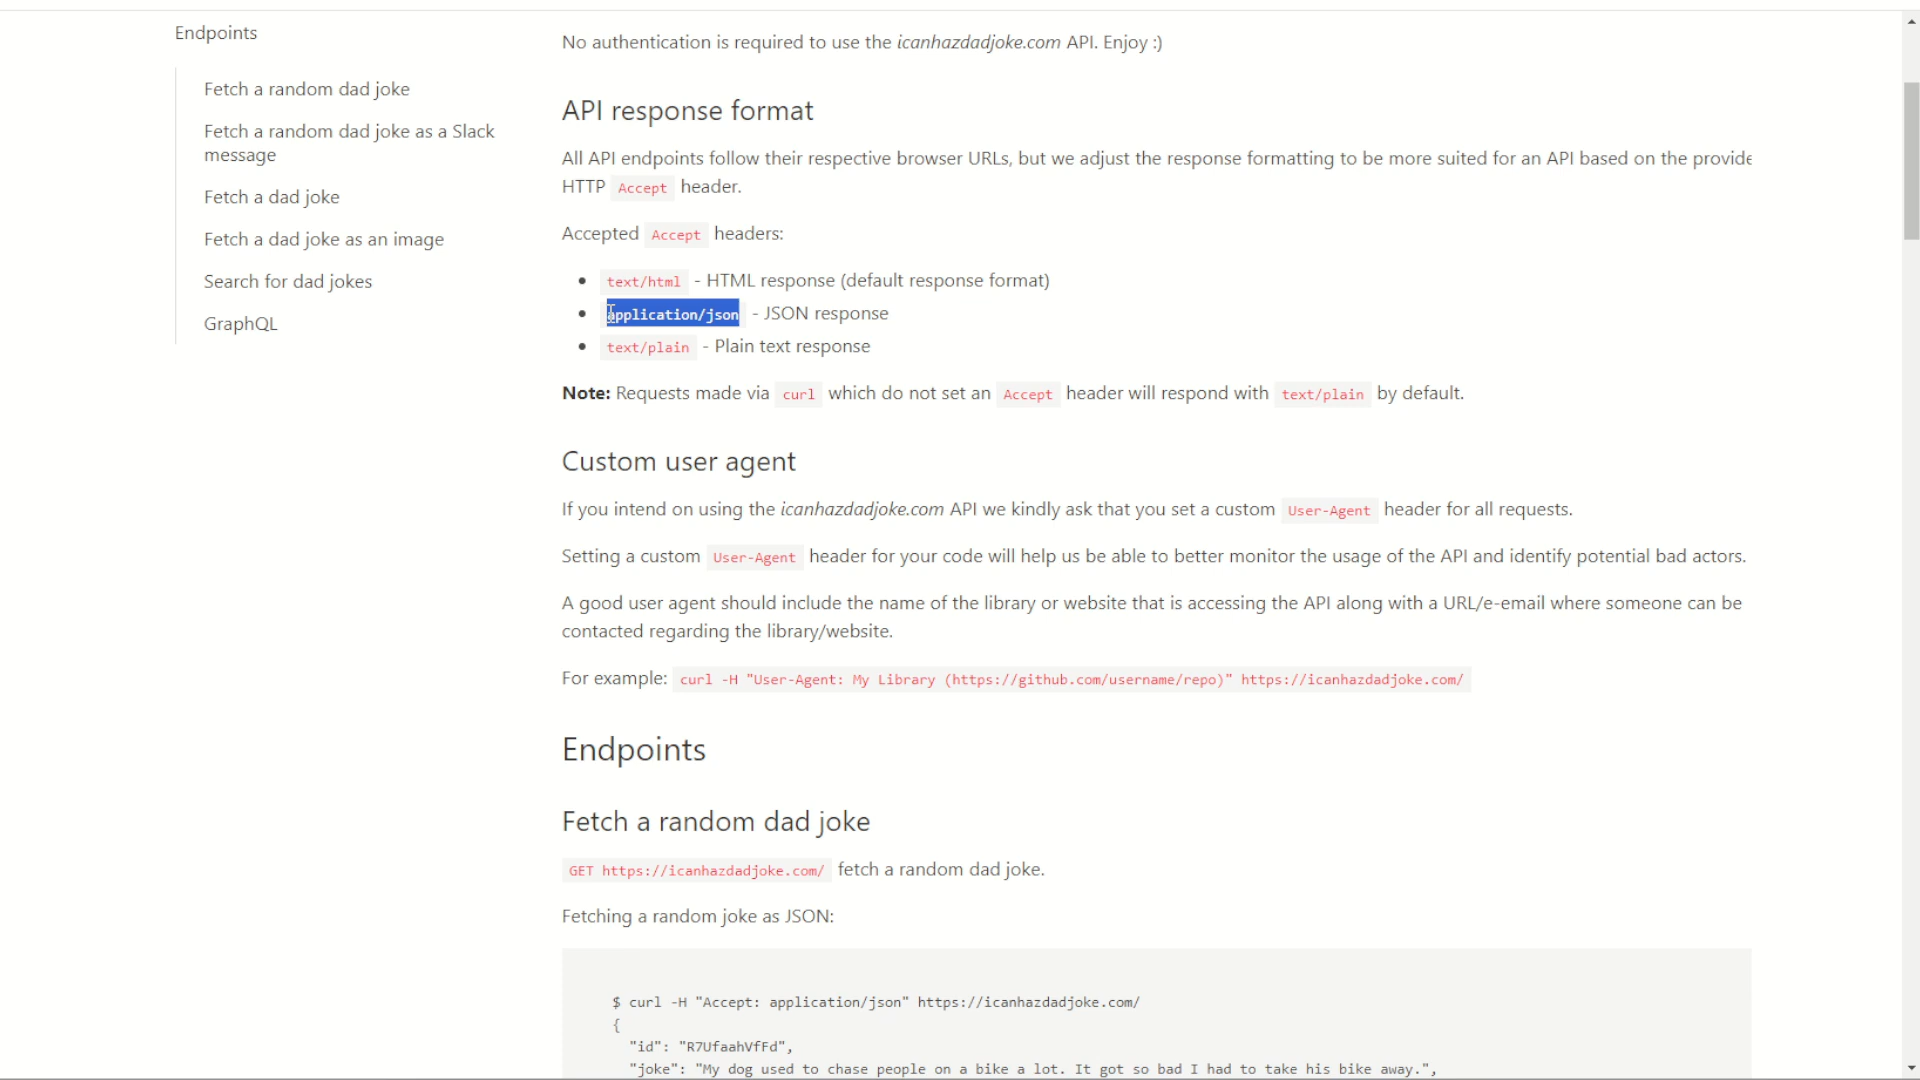 Endpoints
Fetch a random dad joke
Fetch a random dad joke as a Slack
message
Fetch a dad joke
Fetch a dad joke as an image
Search for dad jokes
GraphQL
No authentication is required to use the icanhazdadjoke.com API. Enjoy :)
API response format
All API endpoints follow their respective browser URLs, but we adjust the response formatting to be more suited for an API based on the provide
HTTP Accept header.
Accepted Accept headers:
text/html - HTML response (default response format)
application/json - JSON response
text/plain - Plain text response
Note: Requests made via curl which do not set an Accept header will respond with text/plain by default.
Custom user agent
If you intend on using the icanhazdadjoke.com API we kindly ask that you set a custom User-Agent header for all requests.
Setting a custom User-Agent header for your code will help us be able to better monitor the usage of the API and identify potential bad actors.
A good user agent should include the name of the library or website that is accessing the API along with a URL/e-email where someone can be
contacted regarding the library/website.
For example: curl -H "User-Agent: My Library (https://github.com/username/repo)" https://icanhazdadjoke.com/
Endpoints
Fetch a random dad joke
GET https://icanhazdadjoke.com/ fetch a random dad joke.
Fetching a random joke as JSON:
$ curl -H "Accept: application/json" https://icanhazdadjoke.com/
{
"id": "R7UfaahVfFd",
"joke": "My dog used to chase people on a bike a lot. It got so bad I had to take his bike away.",